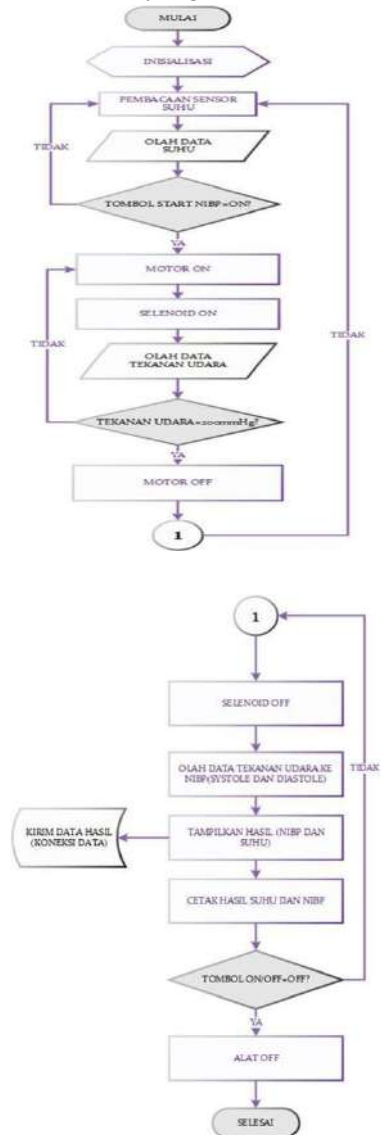 MULAI
INISIALISASI
PEMBACAAN SENSOR
SUHU
TIDAK
OLAH DATA
SUHU
TOMBOL START NIBP=ON?
YA
MOTOR ON
SELENOID ON
TIDAK
TIDAK
OLAH DATA
TEKANAN UDARA
TEKANAN UDARA=200mmHg?
YA
MOTOR OFF
1
1
SELENOID OFF
OLAH DATA TEKANAN UDARA KE
NIBP(SYSTOLE DAN DIASTOLE)
TIDAK
KIRIM DATA HASIL
(KONEKSI DATA)
TAMPILKAN HASIL (NIBP DAN
SUHU)
CETAK HASIL SUHU DAN NIBP
TOMBOL ON/OFF=OFF?
YA
ALAT OFF
SELESAI